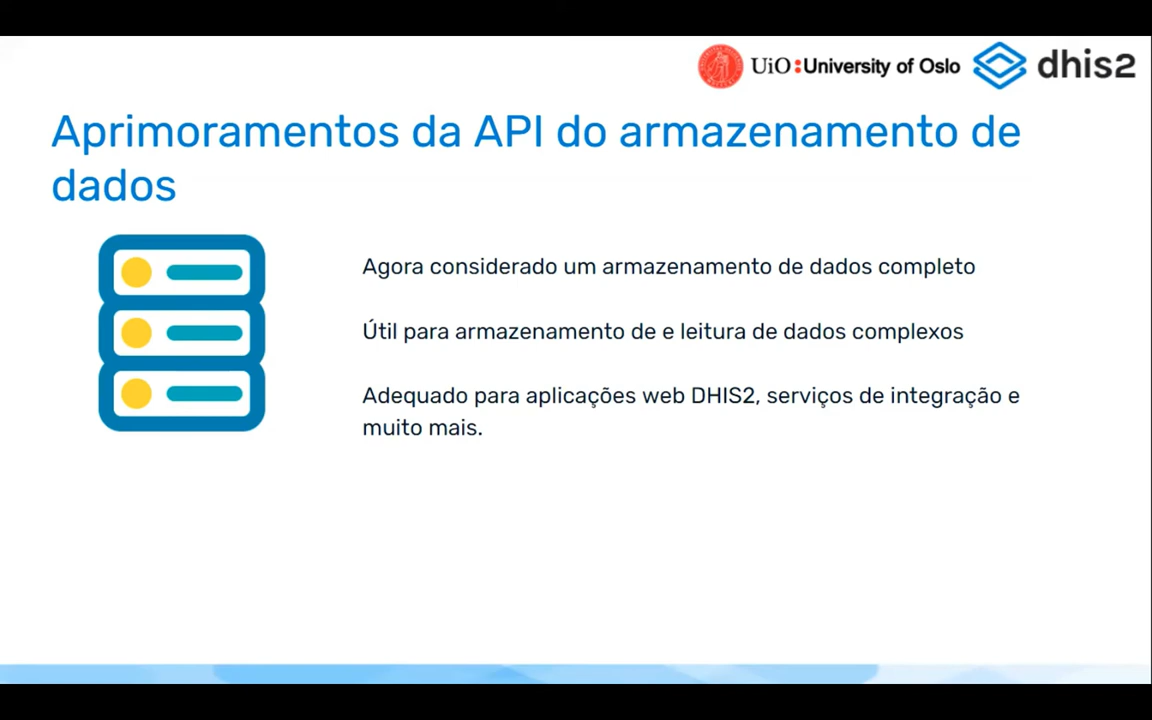 UiO:University of Oslo dhis2
Aprimoramentos da API do armazenamento de
dados
Agora considerado um armazenamento de dados completo
Útil para armazenamento de e leitura de dados complexos
Adequado para aplicações web DHIS2, serviços de integração e
muito mais.